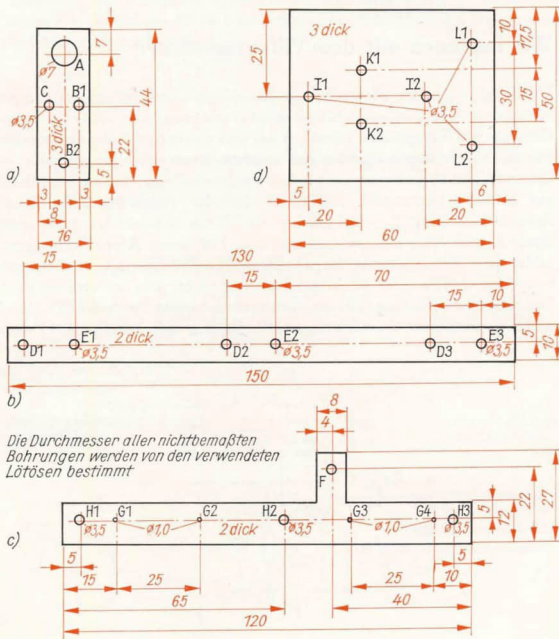 7
ø7
A
44
C
B1
ø3,5
3 dick
22
B2
5
a)
3
3
8
16
3 dick
25
L1
10
17,5
50
K1
I1
I2
ø3,5
30
15
K2
L2
d)
5
6
20
20
60
15
130
15
70
15
10
5
10
D1
E1
2 dick
D2
E2
D3
E3
ø3,5
ø3,5
ø3,5
150
b)
Die Durchmesser aller nichtbemaßten
Bohrungen werden von den verwendeten
Lötösen bestimmt
8
4
F
27
22
12
5
H1
G1
G2
H2
G3
G4
H3
ø3,5
ø1,0
2 dick
ø3,5
ø1,0
ø3,5
c)
5
5
15
25
25
10
65
40
120